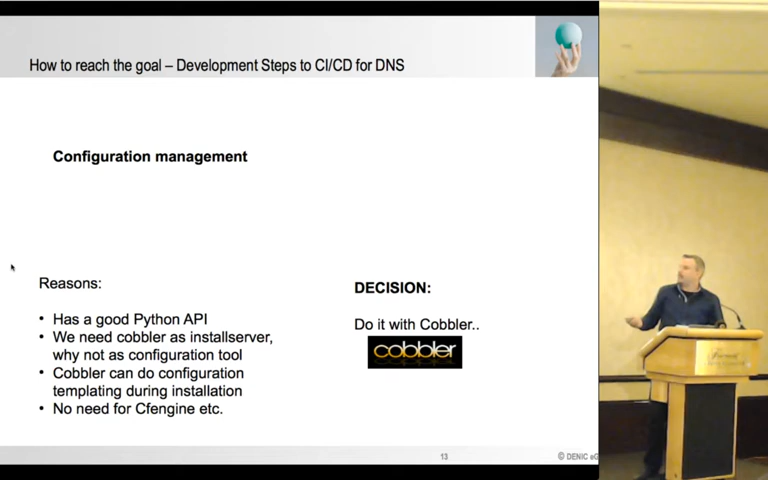 How to reach the goal – Development Steps to CI/CD for DNS
Configuration management
Reasons:
• Has a good Python API
• We need cobbler as installserver,
why not as configuration tool
• Cobbler can do configuration
templating during installation
• No need for Cfengine etc.
DECISION:
Do it with Cobbler..
cobbler
13
© DENIC eG